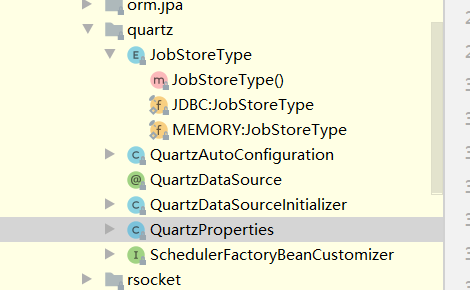 orm.jpa
quartz
E JobStoreType
m JobStoreType()
f JDBC:JobStoreType
f MEMORY:JobStoreType
C QuartzAutoConfiguration
@ QuartzDataSource
C QuartzDataSourceInitializer
C QuartzProperties
I SchedulerFactoryBeanCustomizer
rsocket